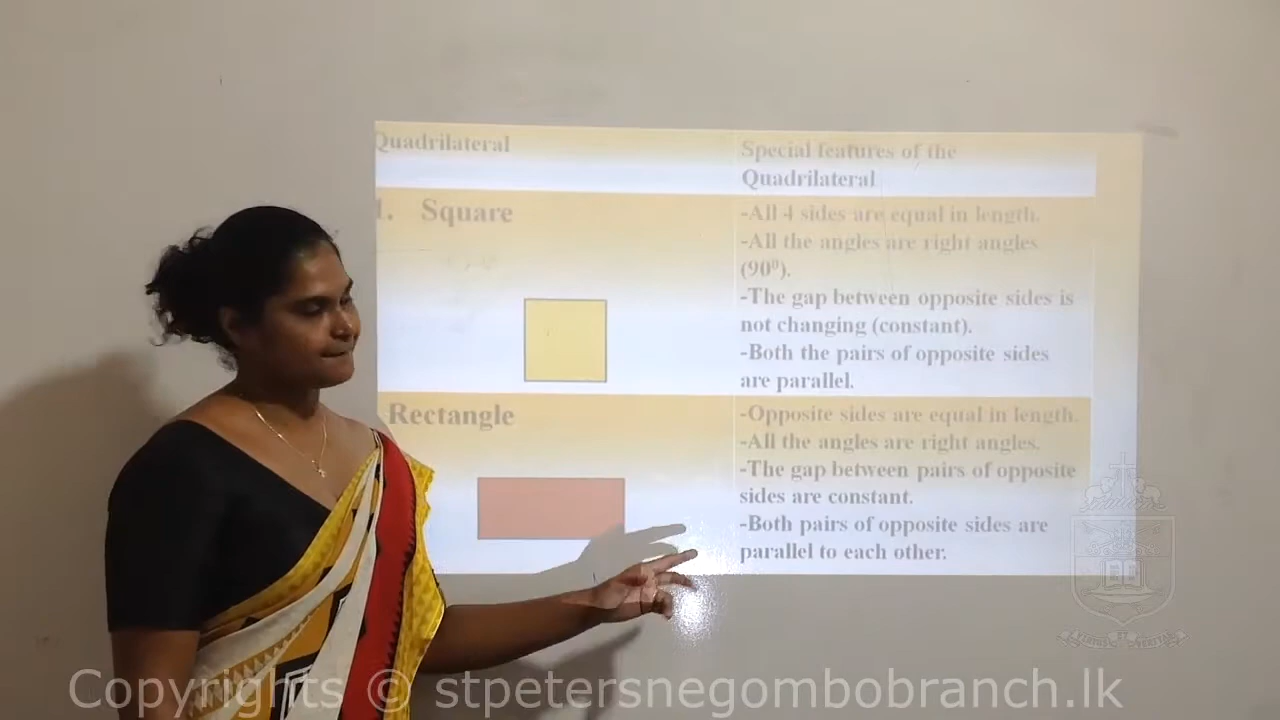 Quadrilateral
Special features of the
Quadrilateral
1. Square
-All 4 sides are equal in length.
-All the angles are right angles
(90⁰).
-The gap between opposite sides is
not changing (constant).
-Both the pairs of opposite sides
are parallel.
Rectangle
-Opposite sides are equal in length.
-All the angles are right angles.
-The gap between pairs of opposite
sides are constant.
-Both pairs of opposite sides are
parallel to each other.
VIRTUS ET VERITAS
Copyrights © stpetersnegombobranch.lk